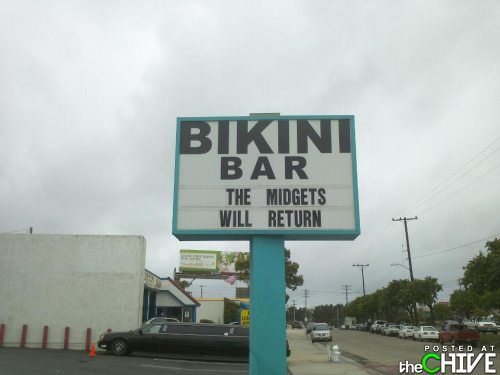 BIKINI
BAR
THE MIDGETS
WILL RETURN
POSTED AT
theCHIVE